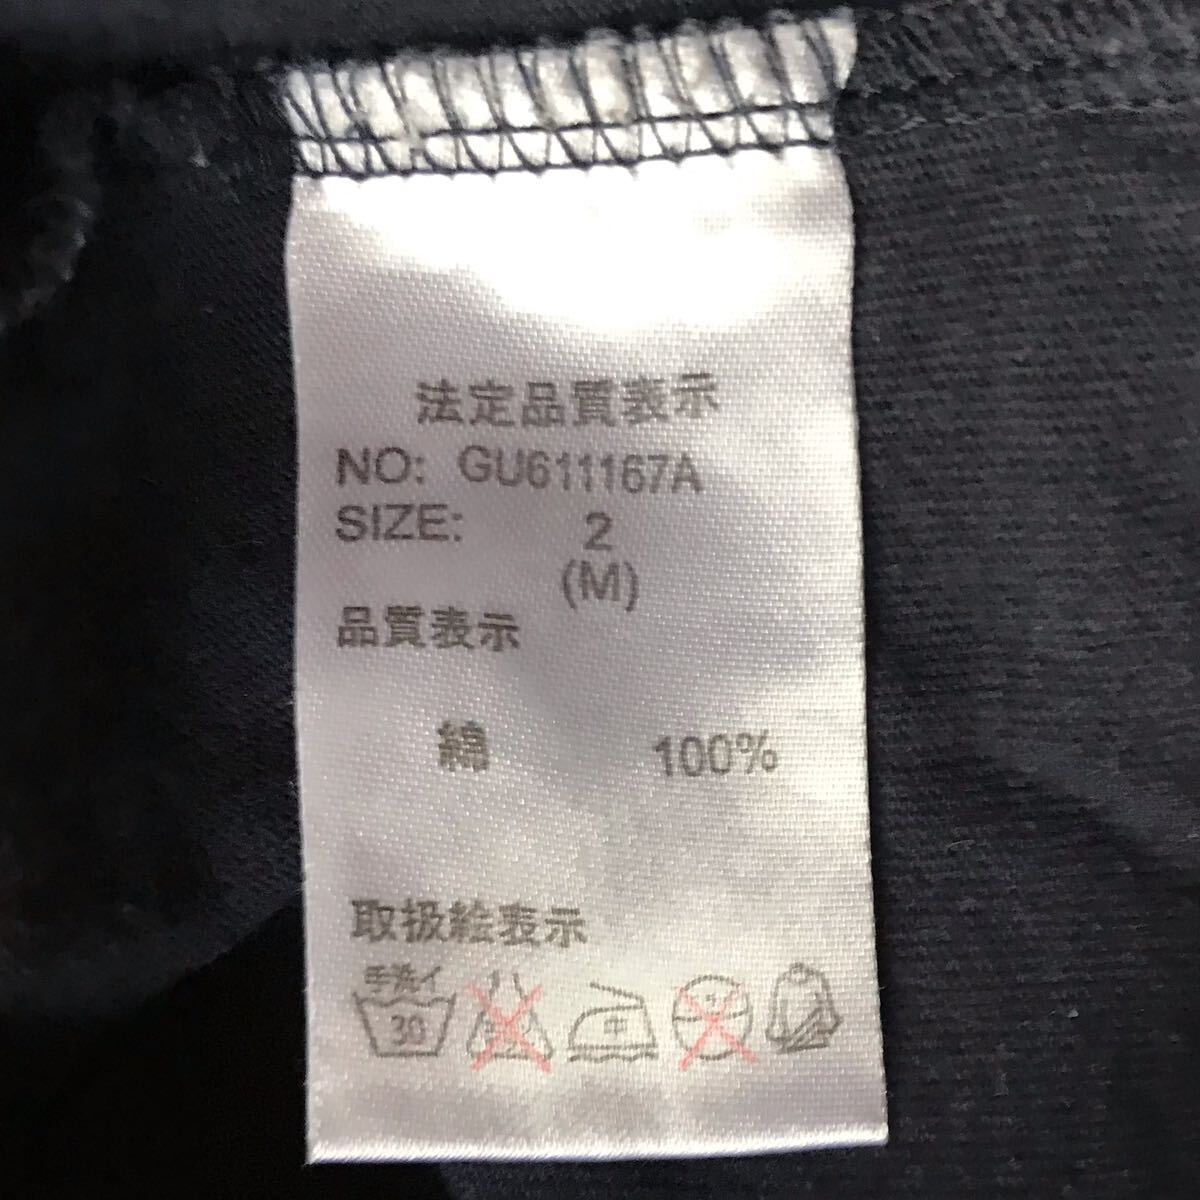 法定品質表示
NO: GU611167A
SIZE: 2
(M)
品質表示
綿 100%
取扱絵表示
手洗イ
30
中